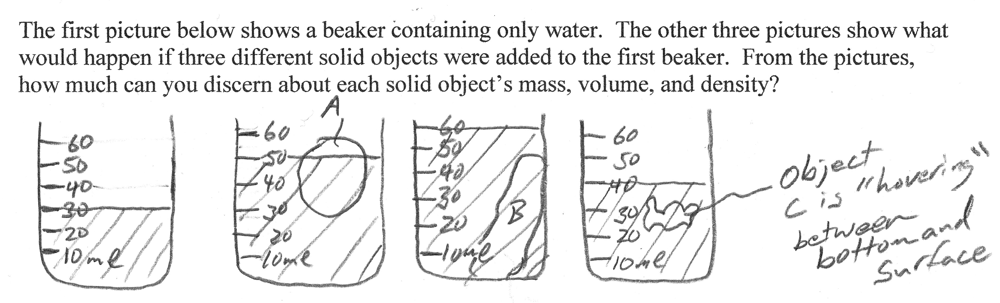 The first picture below shows a beaker containing only water. The other three pictures show what
would happen if three different solid objects were added to the first beaker. From the pictures,
how much can you discern about each solid object's mass, volume, and density?
60
50
40
30
20
10 ml
A
60
50
40
30
20
10 ml
60
50
40
30
20
10 ml
B
60
50
40
30
20
10 ml
Object
C is "hovering"
between
bottom and
surface